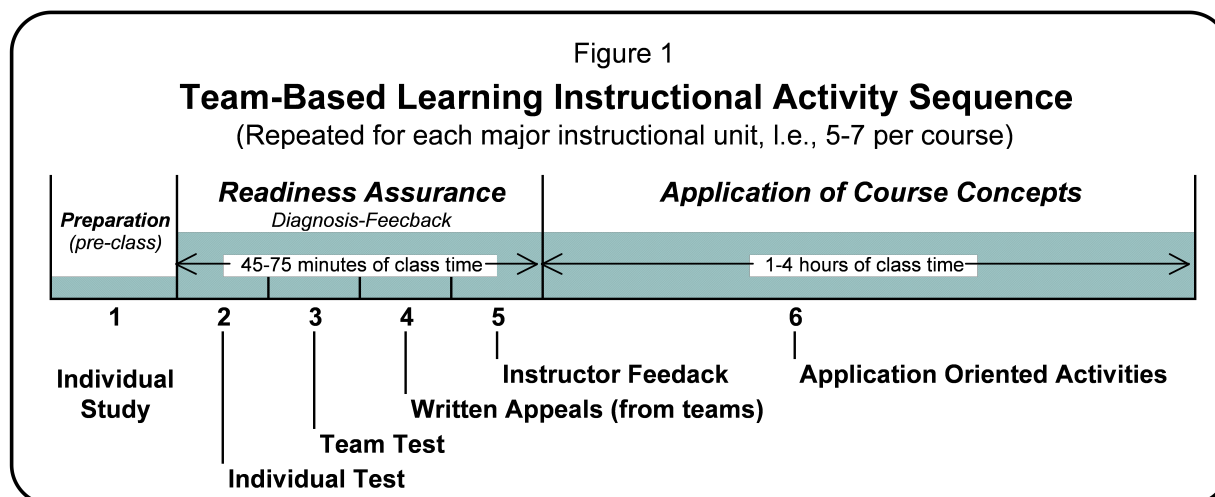 Figure 1
Team-Based Learning Instructional Activity Sequence
(Repeated for each major instructional unit, I.e., 5-7 per course)
Preparation
(pre-class)
Readiness Assurance
Diagnosis-Feecback
45-75 minutes of class time
Application of Course Concepts
1-4 hours of class time
1
2
3
4
5
6
Individual
Study
Instructor Feedack
Application Oriented Activities
Written Appeals (from teams)
Team Test
Individual Test